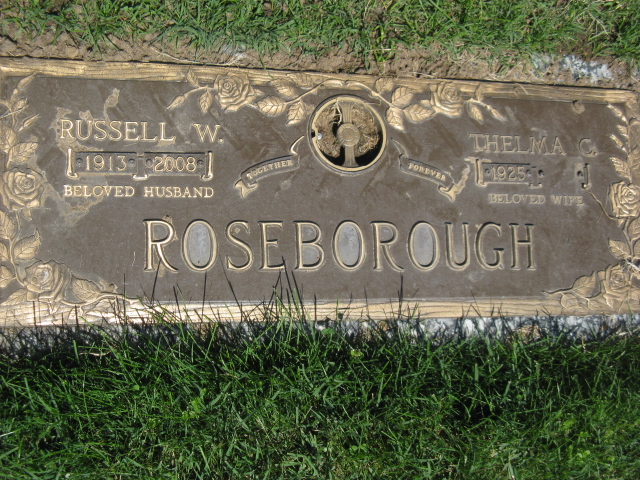 RUSSELL W.
1913 2008
BELOVED HUSBAND
TOGETHER
FOREVER
THELMA C.
1925
BELOVED WIFE
ROSEBOROUGH